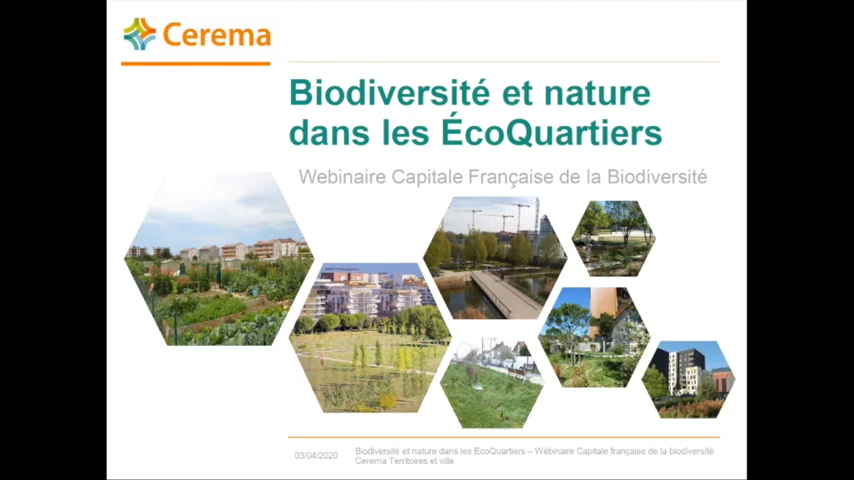 Cerema
Biodiversité et nature
dans les ÉcoQuartiers
Webinaire Capitale Française de la Biodiversité
03/04/2020
Biodiversité et nature dans les EcoQuartiers – Wébinaire Capitale française de la biodiversité
Cerema Territoires et ville